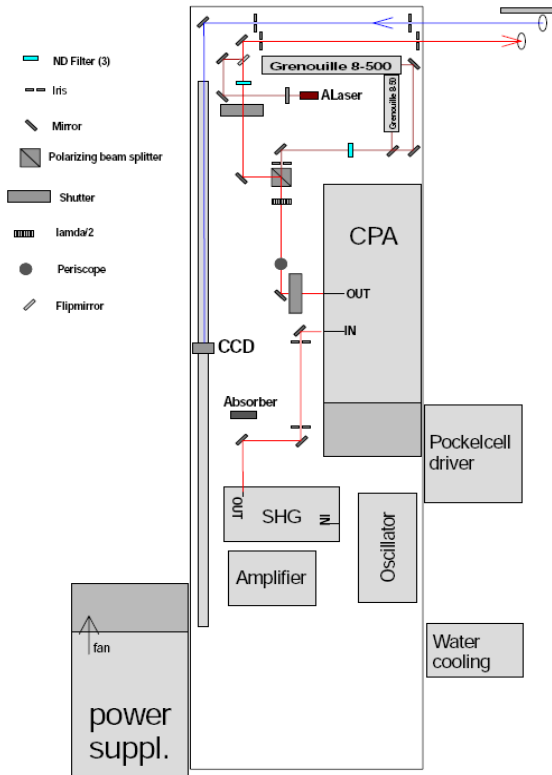 ND Filter (3)
Iris
Mirror
Polarizing beam splitter
Shutter
lamda/2
Periscope
Flipmirror
Grenouille 8-500
Grenouille 8-50
ALaser
CPA
OUT
IN
CCD
Absorber
Pockelcell
driver
OUT
SHG
IN
Oscillator
Amplifier
Water
cooling
fan
power
suppl.